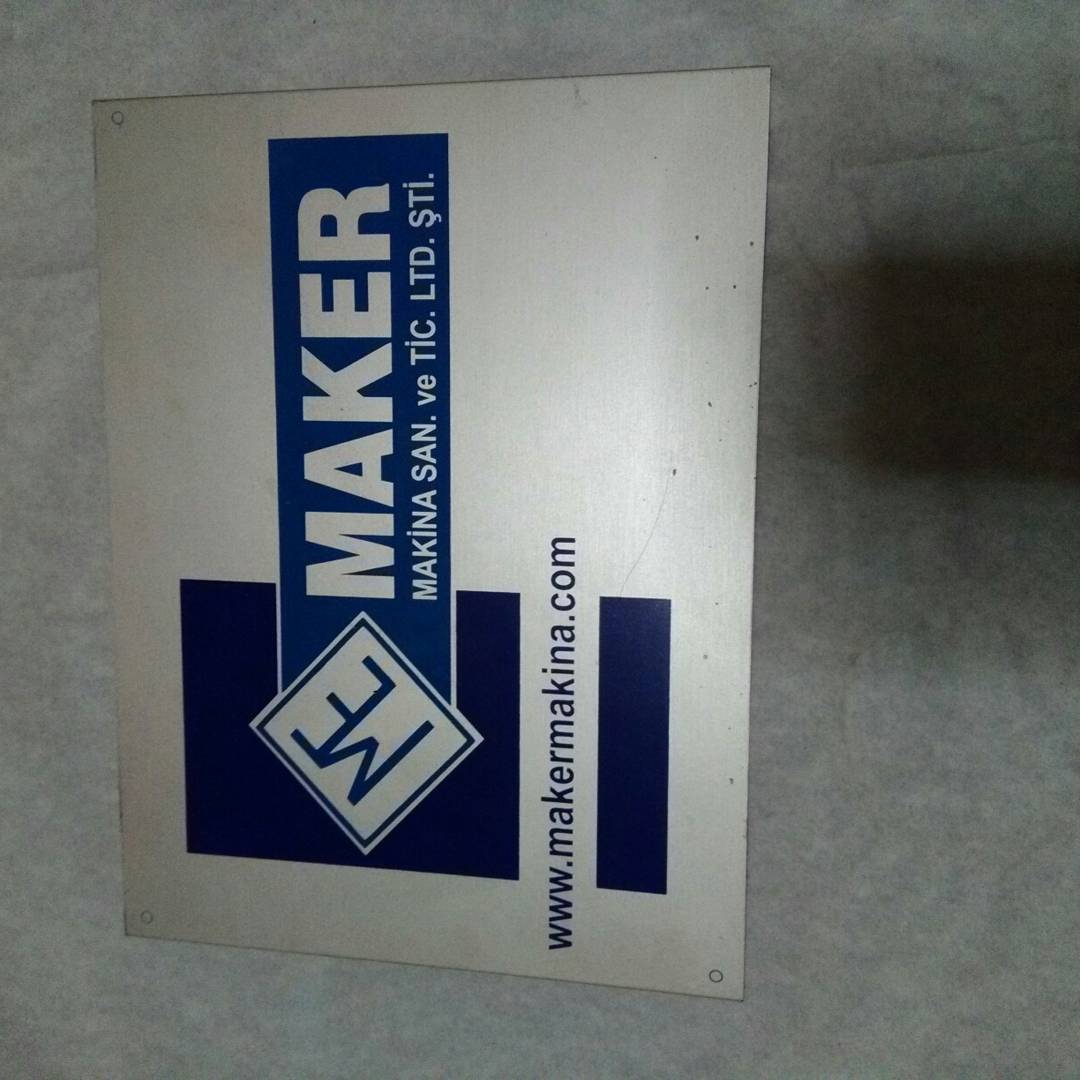 MAKER
MAKİNA SAN. ve TİC. LTD. ŞTİ.
www.makermakina.com